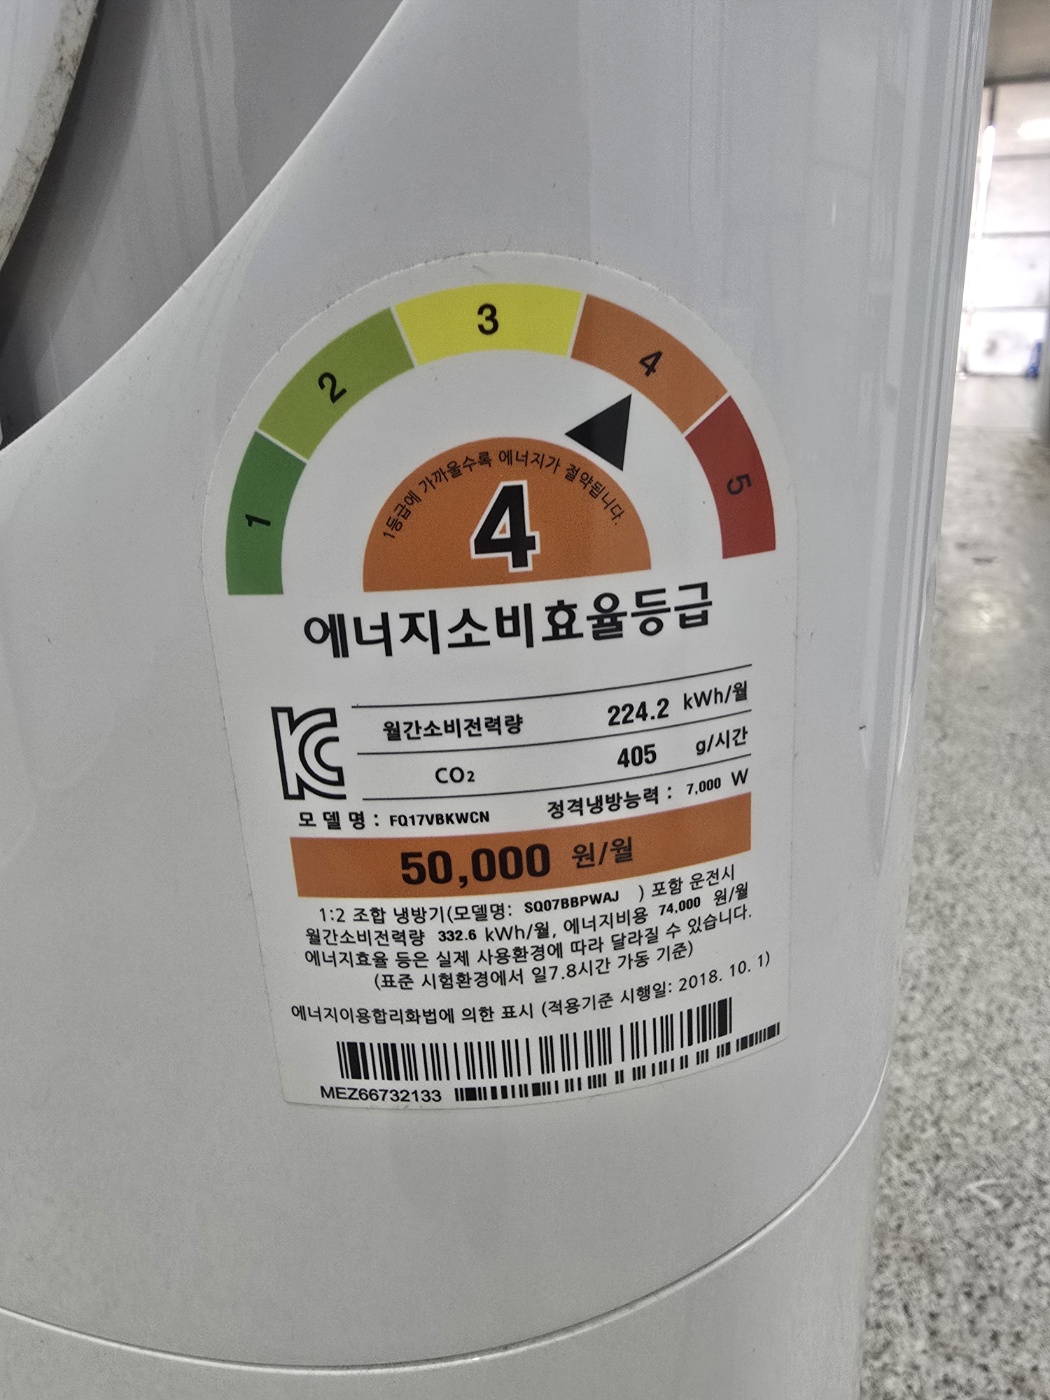 1 2 3 4 5
1등급에 가까울수록 에너지가 절약됩니다.
4
에너지소비효율등급
월간소비전력량 224.2 kWh/월
CO₂ 405 g/시간
모델명 : FQ17VBKWCN 정격냉방능력 : 7,000 W
50,000 원/월
1:2 조합 냉방기(모델명: SQ07BBPWAJ ) 포함 운전시
월간소비전력량 332.6 kWh/월, 에너지비용 74,000 원/월
에너지효율 등은 실제 사용환경에 따라 달라질 수 있습니다.
(표준 시험환경에서 일7.8시간 가동 기준)
에너지이용합리화법에 의한 표시 (적용기준 시행일: 2018. 10. 1)
MEZ66732133